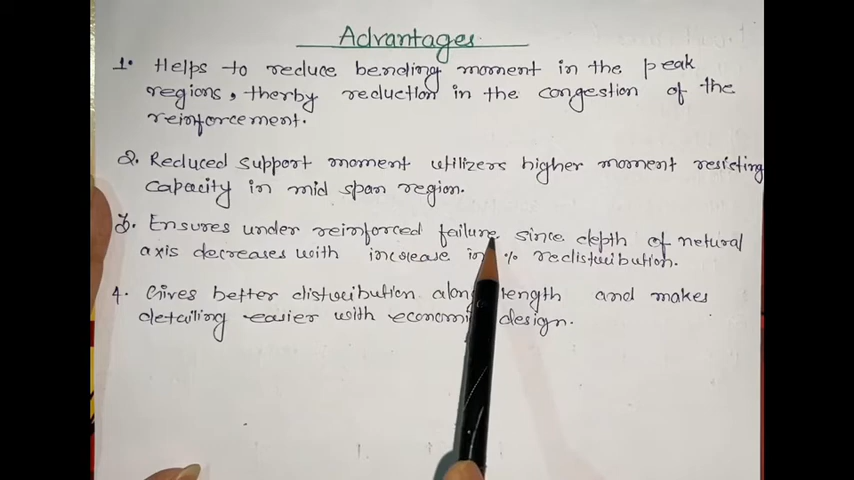 Advantages
1. Helps to reduce bending moment in the peak
regions, therby reduction in the congestion of the
reinforcement.
2. Reduced support moment utilizers higher moment resisting
capacity in mid span region.
3. Ensures under reinforced failure since depth of netural
axis decreases with increase in % redistribution.
4. Gives better distribution along length and makes
detailing easier with design.